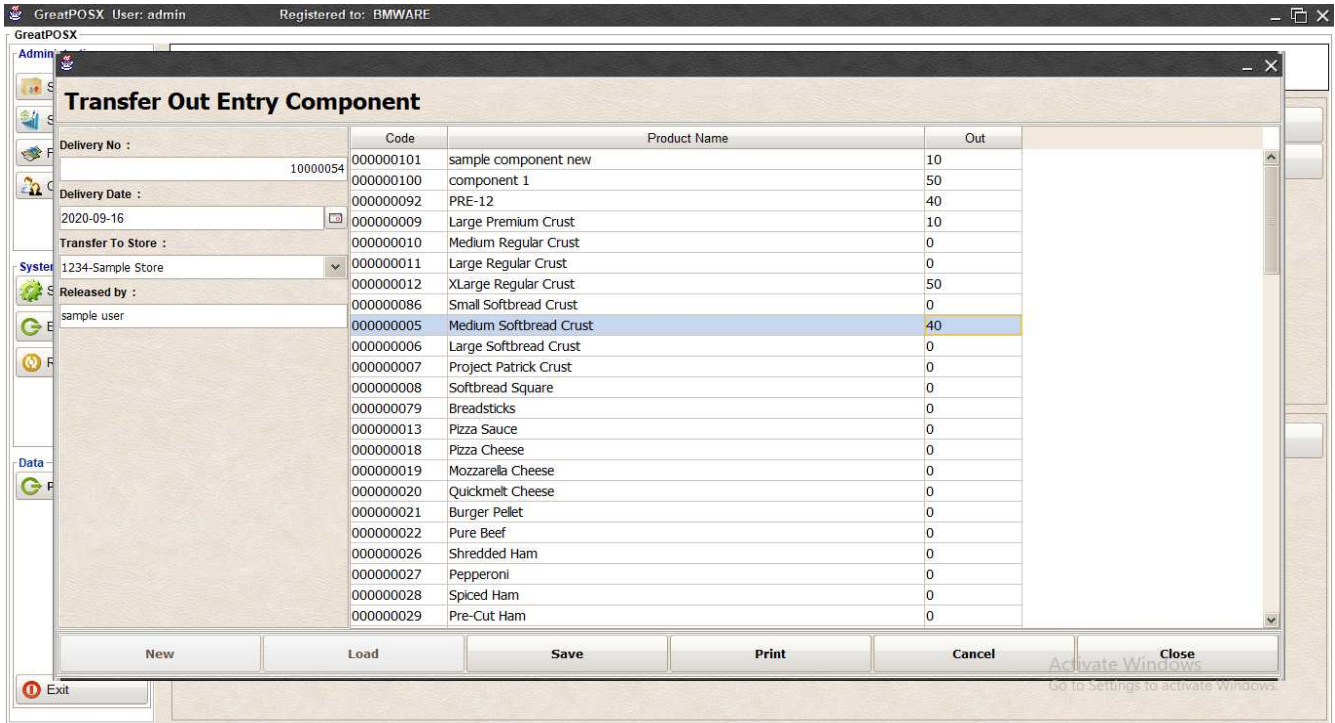 GreatPOSX User: admin Registered to: BMWARE
GreatPOSX
Admin
Transfer Out Entry Component
Delivery No :
10000054
Delivery Date :
2020-09-16
Transfer To Store :
1234-Sample Store
Released by :
sample user
Code Product Name Out
000000101 sample component new 10
000000100 component 1 50
000000092 PRE-12 40
000000009 Large Premium Crust 10
000000010 Medium Regular Crust 0
000000011 Large Regular Crust 0
000000012 XLarge Regular Crust 50
000000086 Small Softbread Crust 0
000000005 Medium Softbread Crust 40
000000006 Large Softbread Crust 0
000000007 Project Patrick Crust 0
000000008 Softbread Square 0
000000079 Breadsticks 0
000000013 Pizza Sauce 0
000000018 Pizza Cheese 0
000000019 Mozzarella Cheese 0
000000020 Quickmelt Cheese 0
000000021 Burger Pellet 0
000000022 Pure Beef 0
000000026 Shredded Ham 0
000000027 Pepperoni 0
000000028 Spiced Ham 0
000000029 Pre-Cut Ham 0
Syster
Data
New Load Save Print Cancel Close
Activate Windows
Go to Settings to activate Windows.
Exit